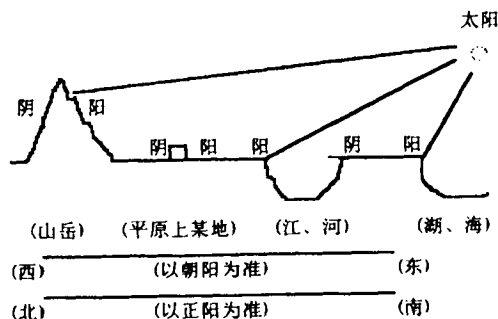 太阳
阴 阳 阴 阳 阳 阴 阳
(山岳) (平原上某地) (江、河) (湖、海)
(西) (以朝阳为准) (东)
(北) (以正阳为准) (南)